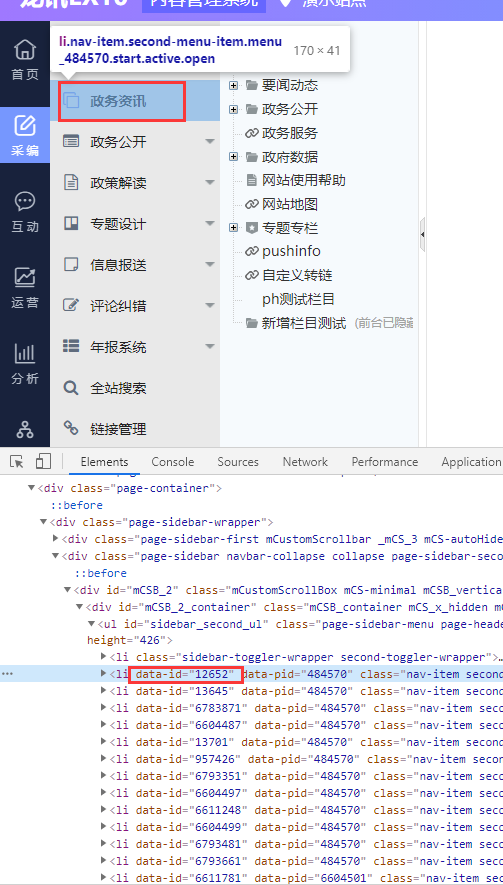 龙讯EX10 内容管理系统 演示站点
li.nav-item.second-menu-item.menu
_484570.start.active.open
170 × 41
首页
采编
互动
运营
分析
政务资讯
政务公开
政策解读
专题设计
信息报送
评论纠错
年报系统
全站搜索
链接管理
要闻动态
政务公开
政务服务
政府数据
网站使用帮助
网站地图
专题专栏
pushinfo
自定义转链
ph测试栏目
新增栏目测试 (前台已隐藏
Elements Console Sources Network Performance Application
▼<div class="page-container">
::before
▼<div class="page-sidebar-wrapper">
▶<div class="page-sidebar-first mCustomScrollbar _mCS_3 mCS-autoHide
▼<div class="page-sidebar navbar-collapse collapse page-sidebar-seco
::before
▼<div id="mCSB_2" class="mCustomScrollBox mCS-minimal mCSB_vertica
▼<div id="mCSB_2_container" class="mCSB_container mCS_x_hidden mC
▼<ul id="sidebar_second_ul" class="page-sidebar-menu page-heade
height="426">
▶<li class="sidebar-toggler-wrapper second-toggler-wrapper">…
▶<li data-id="12652" data-pid="484570" class="nav-item secon
▶<li data-id="13645" data-pid="484570" class="nav-item secon
▶<li data-id="6783871" data-pid="484570" class="nav-item seco
▶<li data-id="6604487" data-pid="484570" class="nav-item seco
▶<li data-id="13701" data-pid="484570" class="nav-item secon
▶<li data-id="957426" data-pid="484570" class="nav-item secon
▶<li data-id="6793351" data-pid="484570" class="nav-item seco
▶<li data-id="6604497" data-pid="484570" class="nav-item seco
▶<li data-id="6611248" data-pid="484570" class="nav-item seco
▶<li data-id="6604499" data-pid="484570" class="nav-item seco
▶<li data-id="6793481" data-pid="484570" class="nav-item seco
▶<li data-id="6793661" data-pid="484570" class="nav-item seco
▶<li data-id="6611781" data-pid="6604501" class="nav-item sec